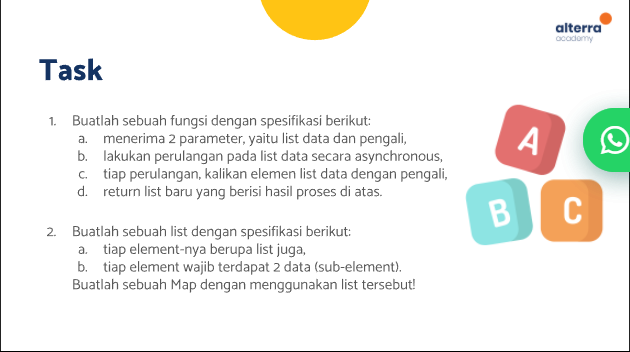 alterra
academy
Task
1. Buatlah sebuah fungsi dengan spesifikasi berikut:
a. menerima 2 parameter, yaitu list data dan pengali,
b. lakukan perulangan pada list data secara asynchronous,
c. tiap perulangan, kalikan elemen list data dengan pengali,
d. return list baru yang berisi hasil proses di atas.
2. Buatlah sebuah list dengan spesifikasi berikut:
a. tiap element-nya berupa list juga,
b. tiap element wajib terdapat 2 data (sub-element).
Buatlah sebuah Map dengan menggunakan list tersebut!
A
B
C